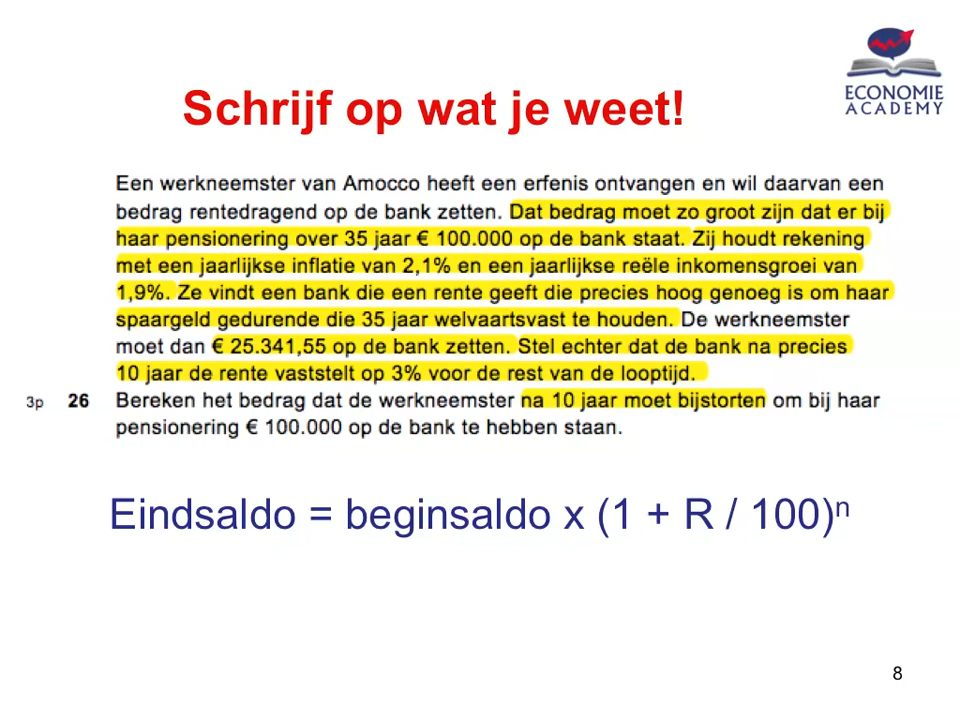 ECONOMIE
ACADEMY
Schrijf op wat je weet!
Een werkneemster van Amocco heeft een erfenis ontvangen en wil daarvan een
bedrag rentedragend op de bank zetten. Dat bedrag moet zo groot zijn dat er bij
haar pensionering over 35 jaar € 100.000 op de bank staat. Zij houdt rekening
met een jaarlijkse inflatie van 2,1% en een jaarlijkse reële inkomensgroei van
1,9%. Ze vindt een bank die een rente geeft die precies hoog genoeg is om haar
spaargeld gedurende die 35 jaar welvaartsvast te houden. De werkneemster
moet dan € 25.341,55 op de bank zetten. Stel echter dat de bank na precies
10 jaar de rente vaststelt op 3% voor de rest van de looptijd.
3p 26 Bereken het bedrag dat de werkneemster na 10 jaar moet bijstorten om bij haar
pensionering € 100.000 op de bank te hebben staan.
Eindsaldo = beginsaldo x (1 + R / 100)ⁿ
8